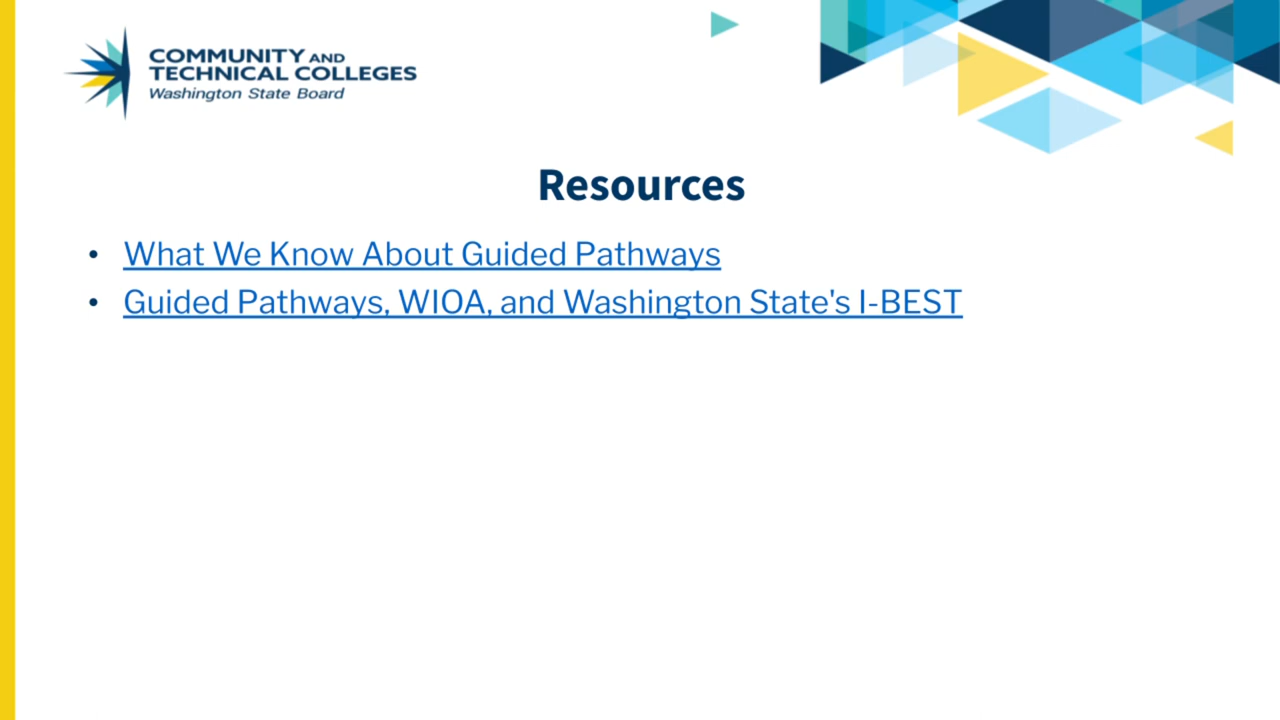 COMMUNITY AND
TECHNICAL COLLEGES
Washington State Board
Resources
• What We Know About Guided Pathways
• Guided Pathways, WIOA, and Washington State's I-BEST